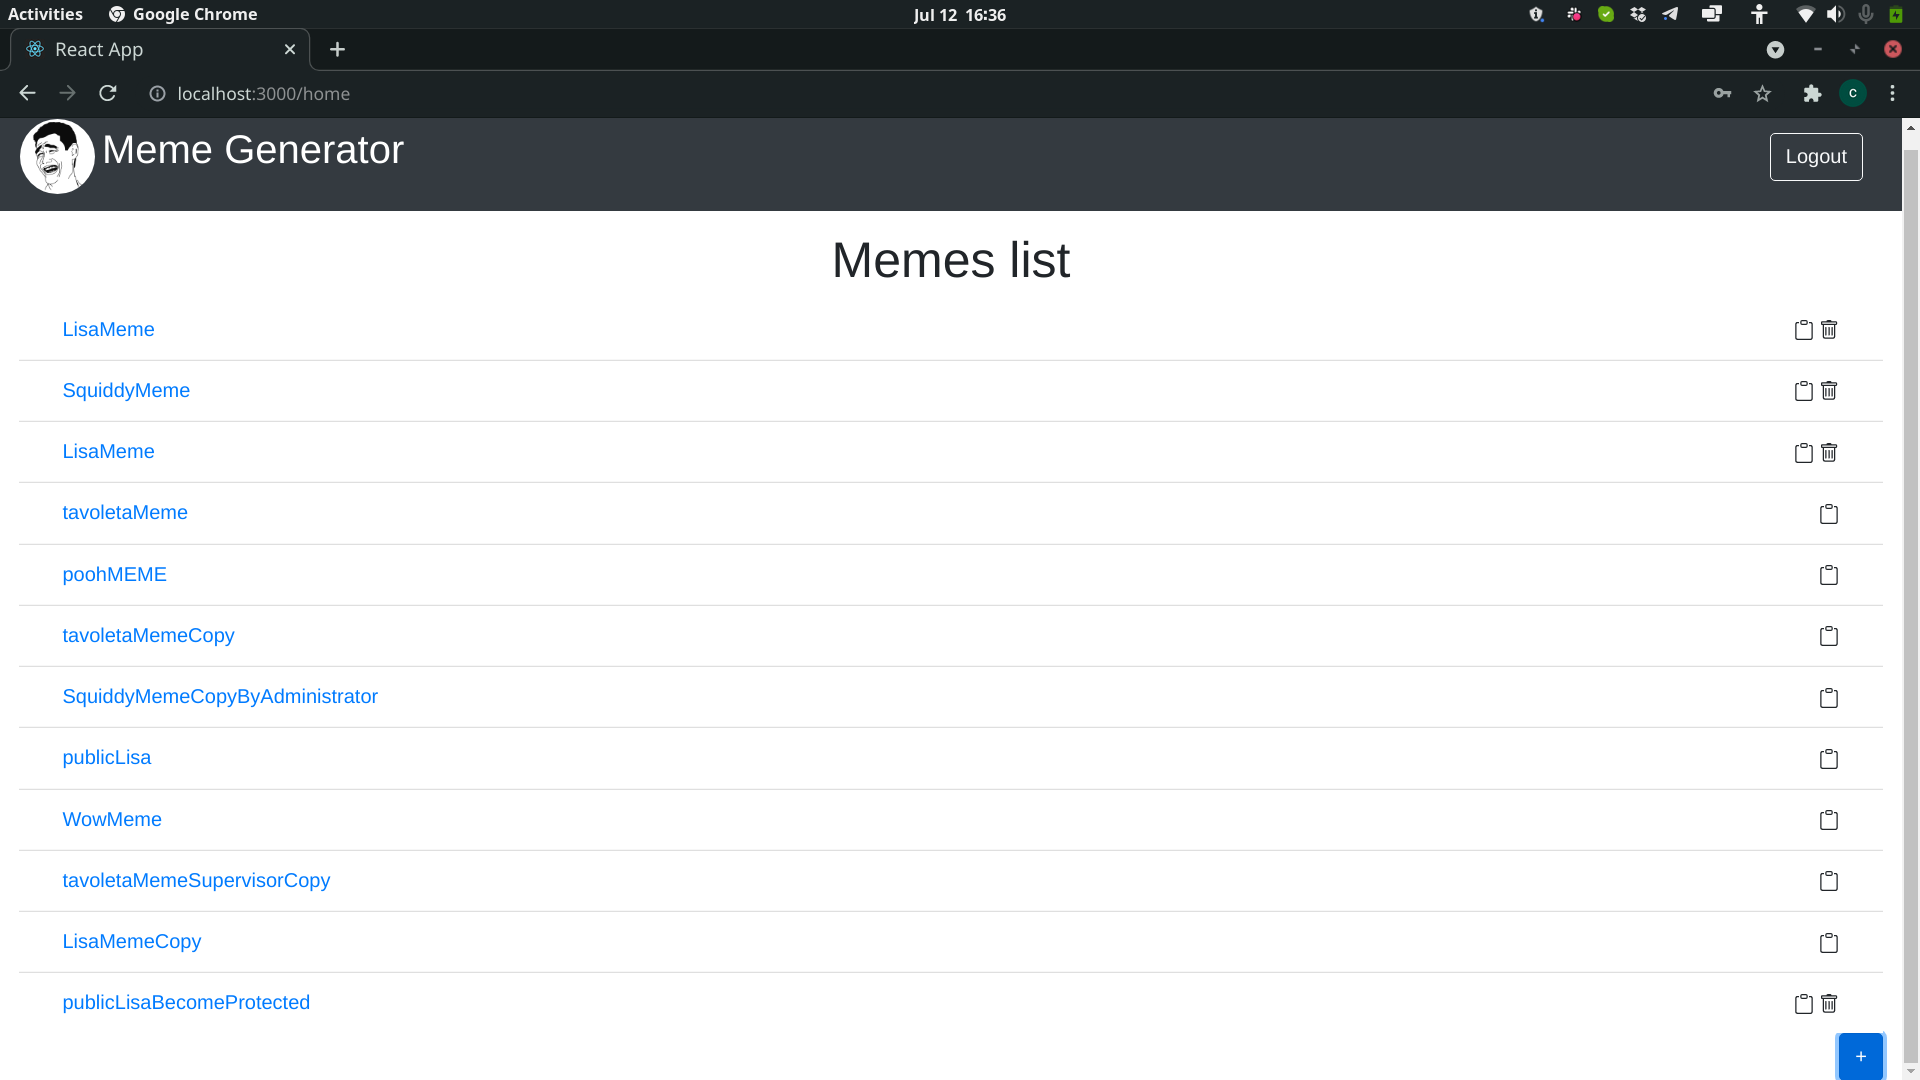 Activities Google Chrome Jul 12 16:36
React App
localhost:3000/home
C
Meme Generator
Logout
Memes list
LisaMeme
SquiddyMeme
LisaMeme
tavoletaMeme
poohMEME
tavoletaMemeCopy
SquiddyMemeCopyByAdministrator
publicLisa
WowMeme
tavoletaMemeSupervisorCopy
LisaMemeCopy
publicLisaBecomeProtected
+